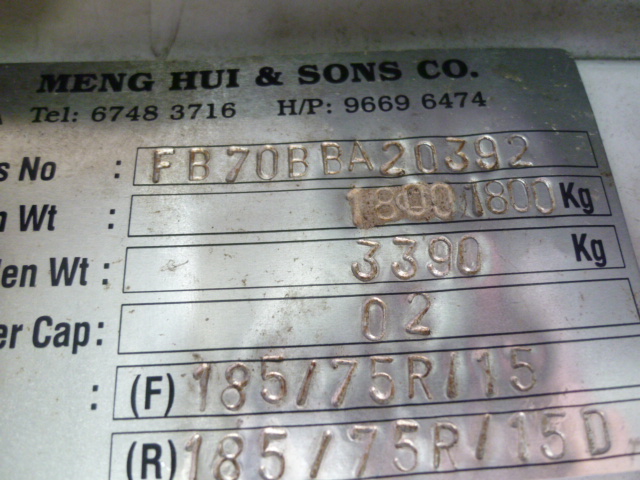 MENG HUI & SONS CO.
Tel: 6748 3716 H/P: 9669 6474
s No : FB70BBA20392
n Wt : 1800 1800 Kg
en Wt : 3390 Kg
er Cap: 02
: (F) 185/75R/15
(R) 185/75R/15D